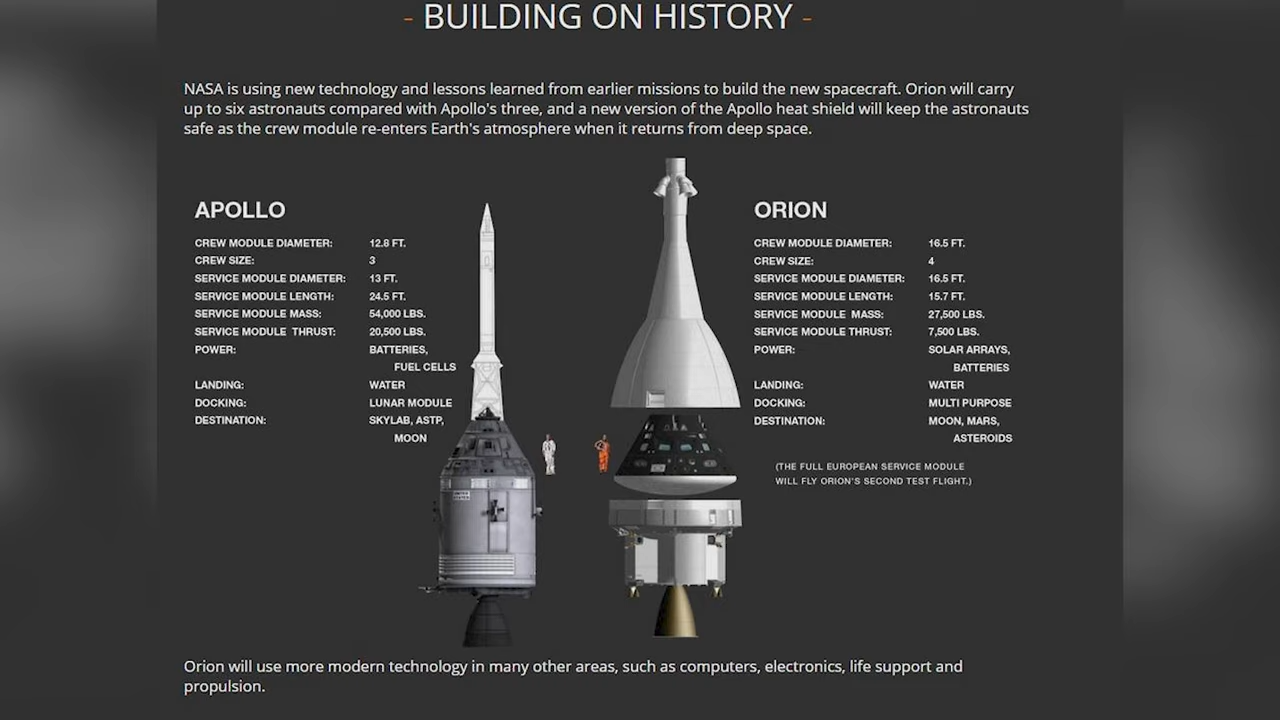 - BUILDING ON HISTORY -
NASA is using new technology and lessons learned from earlier missions to build the new spacecraft. Orion will carry
up to six astronauts compared with Apollo's three, and a new version of the Apollo heat shield will keep the astronauts
safe as the crew module re-enters Earth's atmosphere when it returns from deep space.
APOLLO
CREW MODULE DIAMETER: 12.8 FT.
CREW SIZE: 3
SERVICE MODULE DIAMETER: 13 FT.
SERVICE MODULE LENGTH: 24.5 FT.
SERVICE MODULE MASS: 54,000 LBS.
SERVICE MODULE THRUST: 20,500 LBS.
POWER: BATTERIES,
FUEL CELLS
LANDING: WATER
DOCKING: LUNAR MODULE
DESTINATION: SKYLAB, ASTP,
MOON
ORION
CREW MODULE DIAMETER: 16.5 FT.
CREW SIZE: 4
SERVICE MODULE DIAMETER: 16.5 FT.
SERVICE MODULE LENGTH: 15.7 FT.
SERVICE MODULE MASS: 27,500 LBS.
SERVICE MODULE THRUST: 7,500 LBS.
POWER: SOLAR ARRAYS,
BATTERIES
LANDING: WATER
DOCKING: MULTI PURPOSE
DESTINATION: MOON, MARS,
ASTEROIDS
(THE FULL EUROPEAN SERVICE MODULE
WILL FLY ORION'S SECOND TEST FLIGHT.)
Orion will use more modern technology in many other areas, such as computers, electronics, life support and
propulsion.